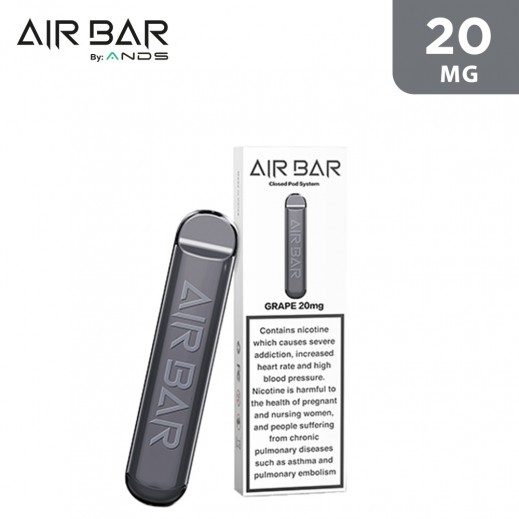 AIR BAR
By: ANDS
20
MG
AIR BAR
AIR BAR
Closed Pod System
AIR BAR
GRAPE 20mg
Contains nicotine
which causes severe
addiction, increased
heart rate and high
blood pressure.
Nicotine is harmful to
the health of pregnant
and nursing women,
and people suffering
from chronic
pulmonary diseases
such as asthma and
pulmonary embolism